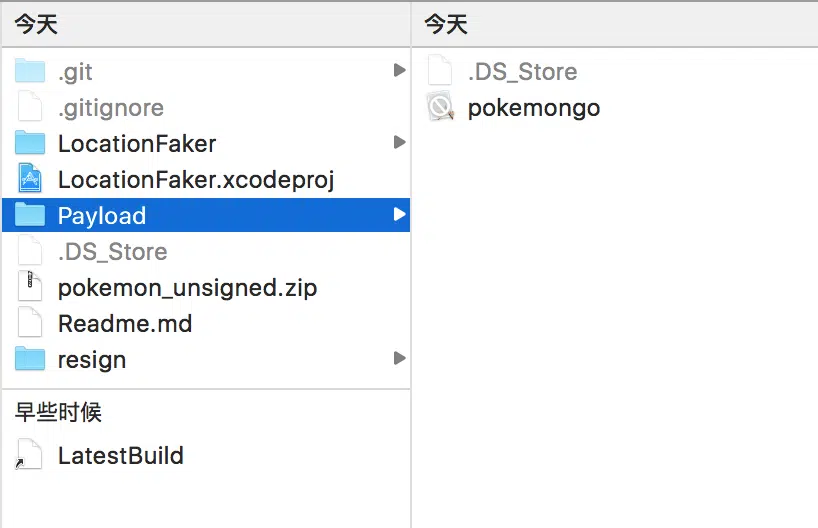 今天
.git
.gitignore
LocationFaker
LocationFaker.xcodeproj
Payload
.DS_Store
pokemon_unsigned.zip
Readme.md
resign
早些时候
LatestBuild
今天
.DS_Store
pokemongo